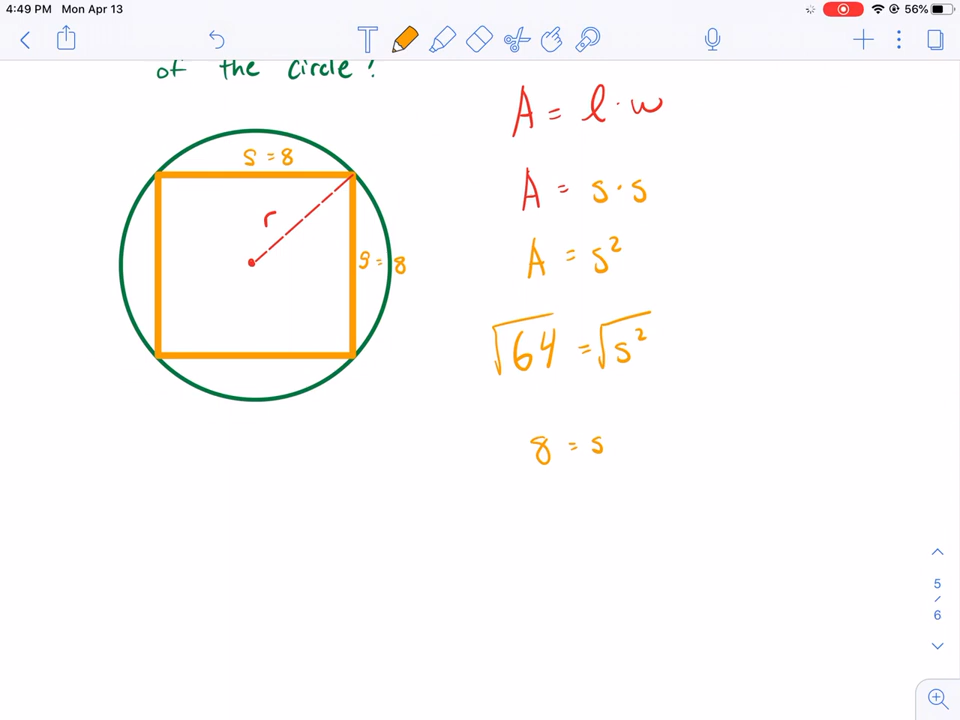 4:49 PM Mon Apr 13
56%
of the circle?
A = l · w
s = 8
A = s · s
r
A = s²
s = 8
√64 = √s²
8 = s
5
/
6